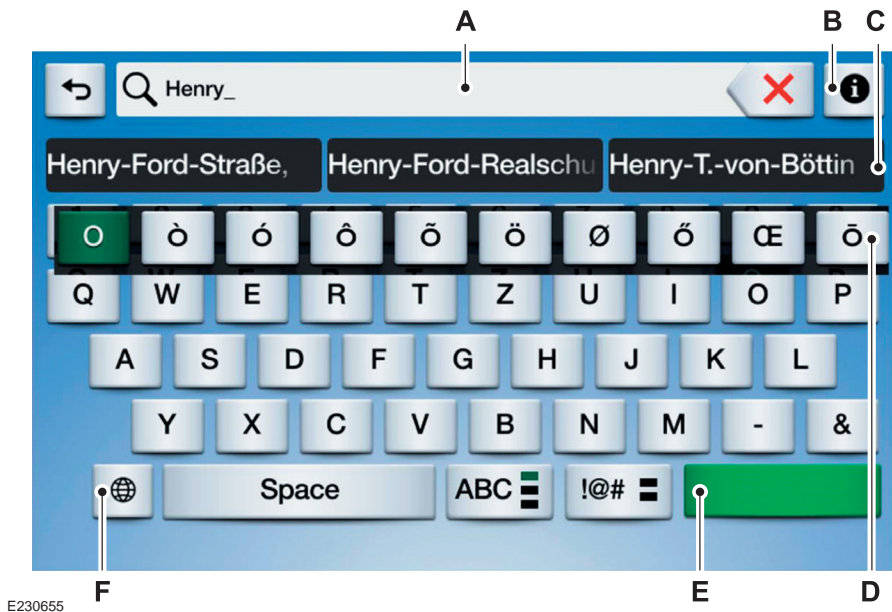 A B C
Henry_
Henry-Ford-Straße, Henry-Ford-Realschu Henry-T.-von-Böttin
O Ò Ó Ô Õ Ö Ø Ő Œ Ō
Q W E R T Z U I O P
A S D F G H J K L
Y X C V B N M - &
Space ABC !@#
F E D
E230655